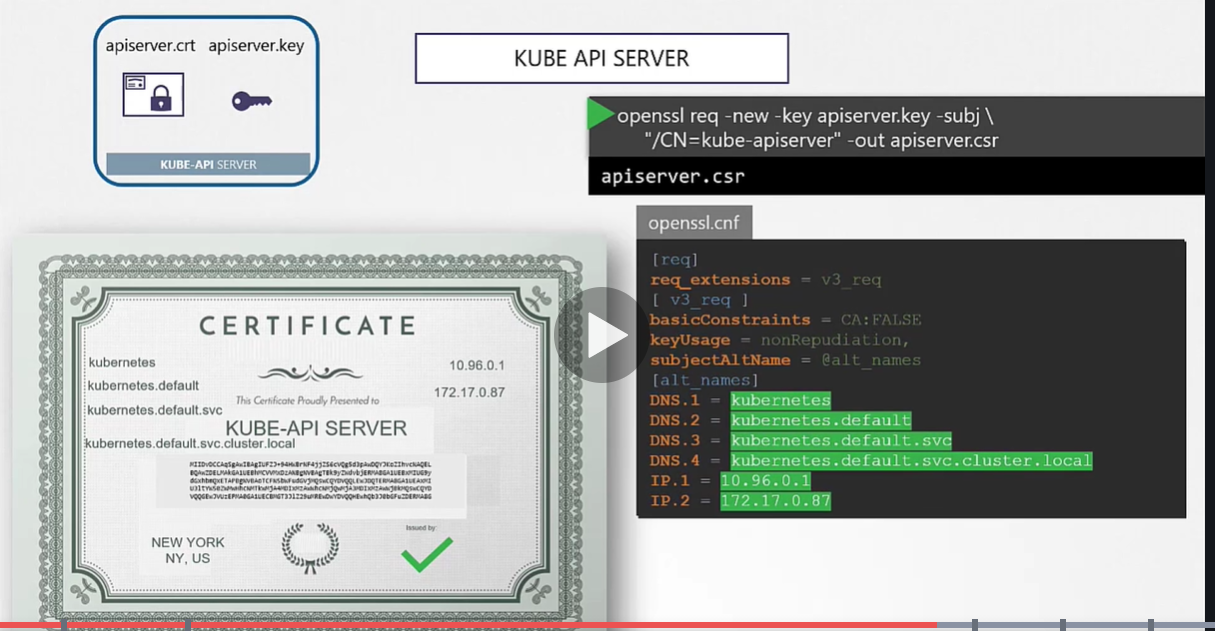 apiserver.crt apiserver.key
KUBE-API SERVER
KUBE API SERVER
openssl req -new -key apiserver.key -subj \
"/CN=kube-apiserver" -out apiserver.csr
apiserver.csr
openssl.cnf
[req]
req_extensions = v3_req
[ v3_req ]
basicConstraints = CA:FALSE
keyUsage = nonRepudiation,
subjectAltName = @alt_names
[alt_names]
DNS.1 = kubernetes
DNS.2 = kubernetes.default
DNS.3 = kubernetes.default.svc
DNS.4 = kubernetes.default.svc.cluster.local
IP.1 = 10.96.0.1
IP.2 = 172.17.0.87
CERTIFICATE
kubernetes
10.96.0.1
kubernetes.default
172.17.0.87
kubernetes.default.svc
This Certificate Proudly Presented to
KUBE-API SERVER
kubernetes.default.svc.cluster.local
NEW YORK
NY, US
Issued by: